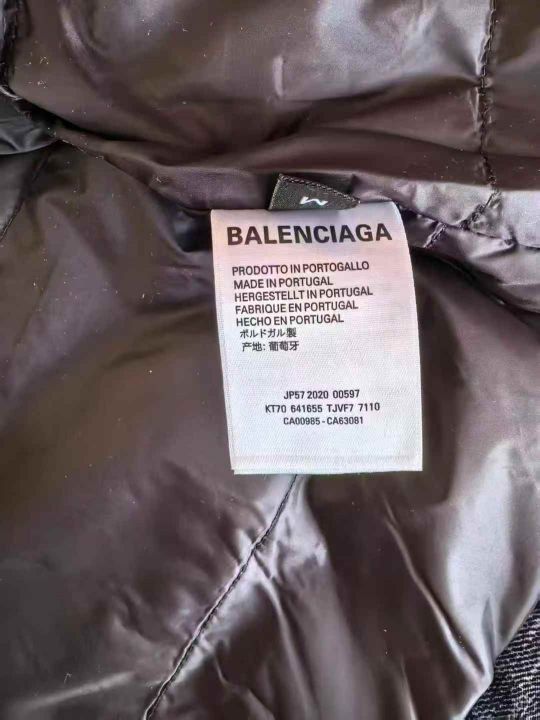 M
BALENCIAGA
PRODOTTO IN PORTOGALLO
MADE IN PORTUGAL
HERGESTELLT IN PORTUGAL
FABRIQUE EN PORTUGAL
HECHO EN PORTUGAL
ポルドガル製
产地: 葡萄牙
JP57 2020 00597
KT70 641655 TJVF7 7110
CA00985 - CA63081